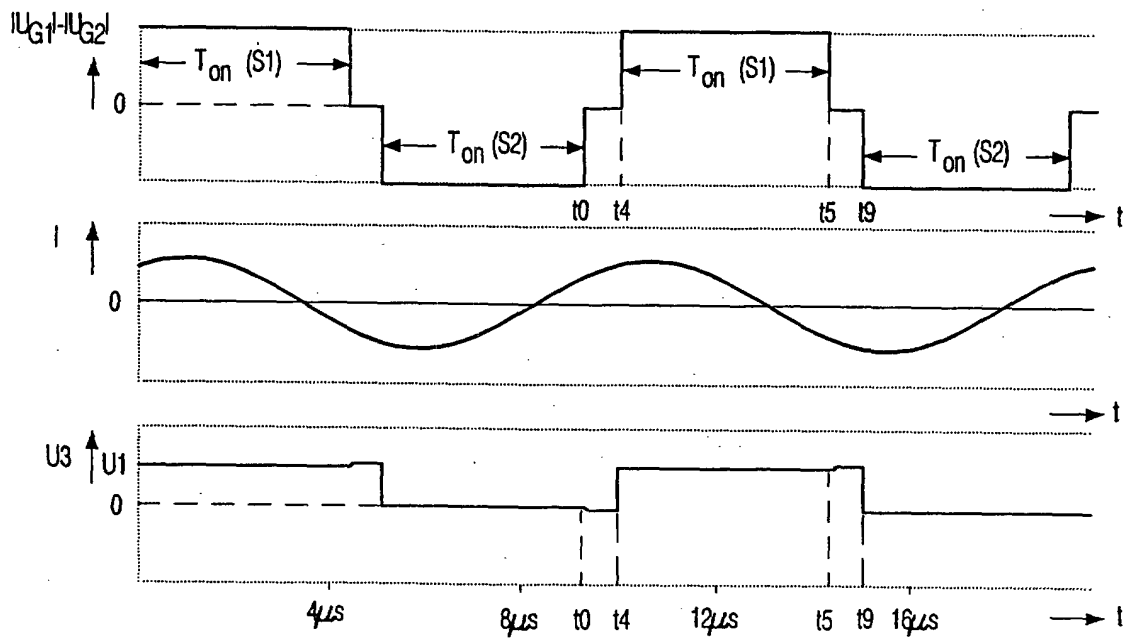 |UG1|-|UG2|
Ton (S1) Ton (S1)
0
Ton (S2) Ton (S2)
t0 t4 t5 t9 t
I
0
t
U3 U1
0
4μs 8μs t0 t4 12μs t5 t9 16μs t